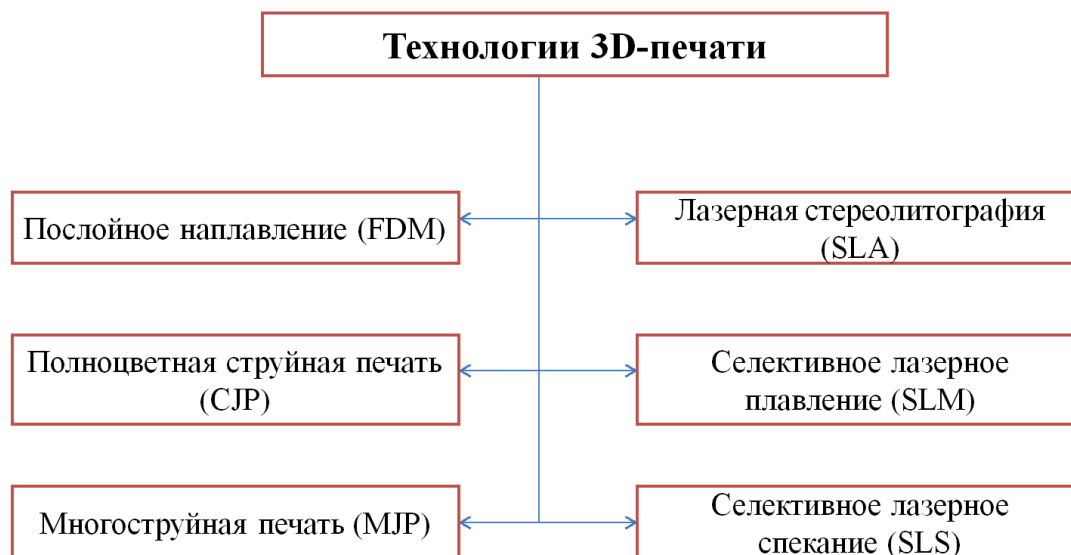 Технологии 3D-печати
Послойное наплавление (FDM)
Лазерная стереолитография
(SLA)
Полноцветная струйная печать
(CJP)
Селективное лазерное
плавление (SLM)
Многоструйная печать (MJP)
Селективное лазерное
спекание (SLS)